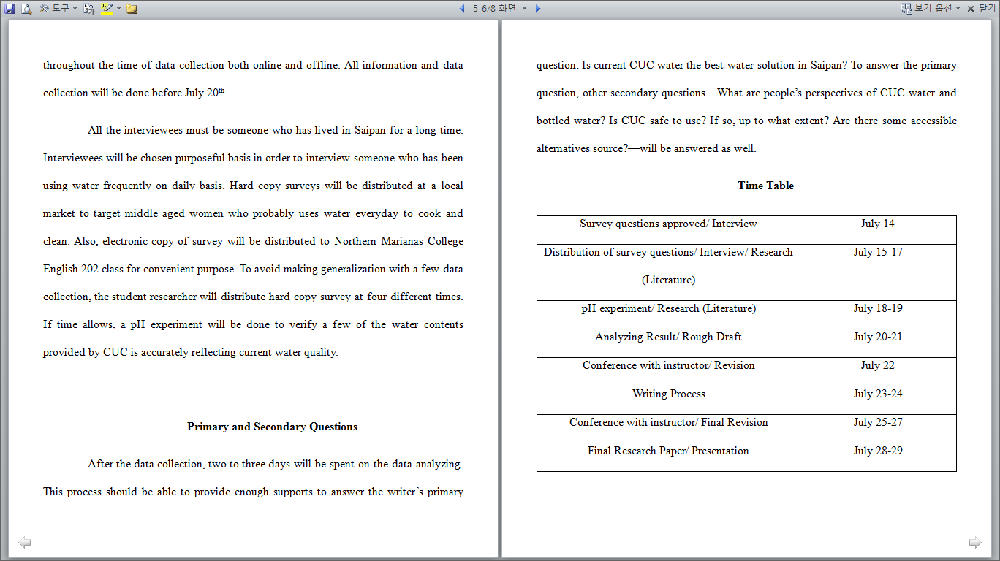 도구
5-6/8 화면
보기 옵션
닫기
throughout the time of data collection both online and offline. All information and data
collection will be done before July 20th.
All the interviewees must be someone who has lived in Saipan for a long time.
Interviewees will be chosen purposeful basis in order to interview someone who has been
using water frequently on daily basis. Hard copy surveys will be distributed at a local
market to target middle aged women who probably uses water everyday to cook and
clean. Also, electronic copy of survey will be distributed to Northern Marianas College
English 202 class for convenient purpose. To avoid making generalization with a few data
collection, the student researcher will distribute hard copy survey at four different times.
If time allows, a pH experiment will be done to verify a few of the water contents
provided by CUC is accurately reflecting current water quality.
Primary and Secondary Questions
After the data collection, two to three days will be spent on the data analyzing.
This process should be able to provide enough supports to answer the writer’s primary
question: Is current CUC water the best water solution in Saipan? To answer the primary
question, other secondary questions—What are people’s perspectives of CUC water and
bottled water? Is CUC safe to use? If so, up to what extent? Are there some accessible
alternatives source?—will be answered as well.
Time Table
Survey questions approved/ Interview July 14
Distribution of survey questions/ Interview/ Research July 15-17
(Literature)
pH experiment/ Research (Literature) July 18-19
Analyzing Result/ Rough Draft July 20-21
Conference with instructor/ Revision July 22
Writing Process July 23-24
Conference with instructor/ Final Revision July 25-27
Final Research Paper/ Presentation July 28-29